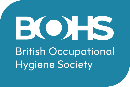 BOHS
British Occupational
Hygiene Society